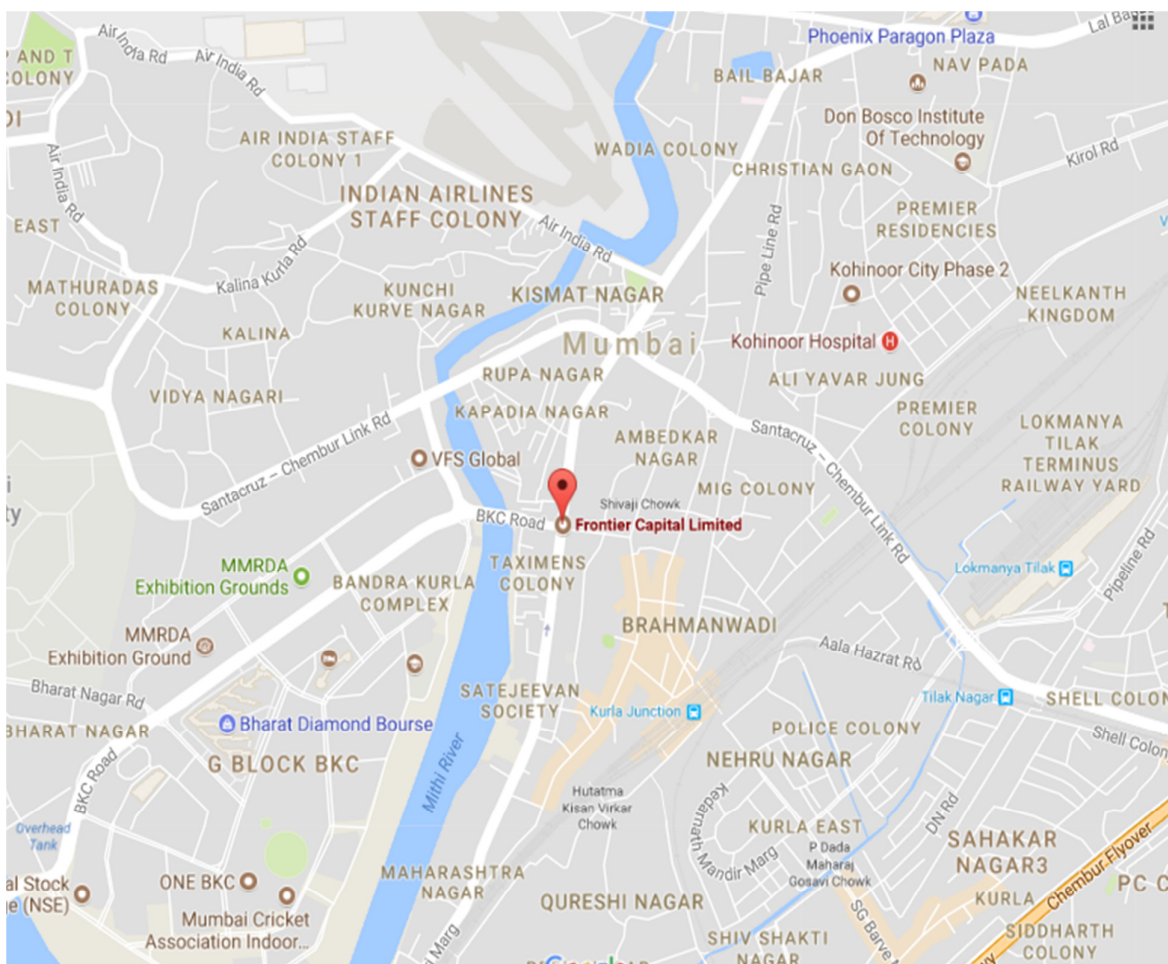 Phoenix Paragon Plaza
Lal Ba
Air India Rd
Air India Rd
P AND T
COLONY
BAIL BAJAR
NAV PADA
DI
Don Bosco Institute
Of Technology
AIR INDIA STAFF
COLONY 1
WADIA COLONY
Kirol Rd
Air India Rd
CHRISTIAN GAON
INDIAN AIRLINES
STAFF COLONY
EAST
PREMIER
RESIDENCIES
Air India Rd
Pipe Line Rd
Kalina Kurla Rd
Kohinoor City Phase 2
MATHURADAS
COLONY
KUNCHI
KURVE NAGAR
KISMAT NAGAR
NEELKANTH
KINGDOM
KALINA
Mumbai
Kohinoor Hospital
H
RUPA NAGAR
ALI YAVAR JUNG
VIDYA NAGARI
KAPADIA NAGAR
PREMIER
COLONY
LOKMANYA
TILAK
TERMINUS
RAILWAY YARD
AMBEDKAR
NAGAR
Santacruz – Chembur Link Rd
Santacruz – Chembur Link Rd
VFS Global
MIG COLONY
i
ty
Shivaji Chowk
BKC Road
Frontier Capital Limited
TAXIMENS
COLONY
MMRDA
Exhibition Grounds
BANDRA KURLA
COMPLEX
Lokmanya Tilak
Pipeline Rd
BRAHMANWADI
MMRDA
Exhibition Ground
Aala Hazrat Rd
Bharat Nagar Rd
SATEJEEVAN
SOCIETY
Kurla Junction
Tilak Nagar
SHELL COLON
BHARAT NAGAR
Bharat Diamond Bourse
POLICE COLONY
Shell Colony
G BLOCK BKC
Mithi River
NEHRU NAGAR
BKC Road
Hutatma
Kisan Virkar
Chowk
Kedarnath Mandir Marg
DN Rd
Overhead
Tank
KURLA EAST
P Dada
Maharaj
Gosavi Chowk
SAHAKAR
NAGAR3
Chembur Flyover
MAHARASHTRA
NAGAR
PC C
al Stock
ge (NSE)
ONE BKC
QURESHI NAGAR
KURLA
Mumbai Cricket
Association Indoor...
SG Barve M
SIDDHARTH
COLONY
i Marg
SHIV SHAKTI
NAGAR
Google
wy